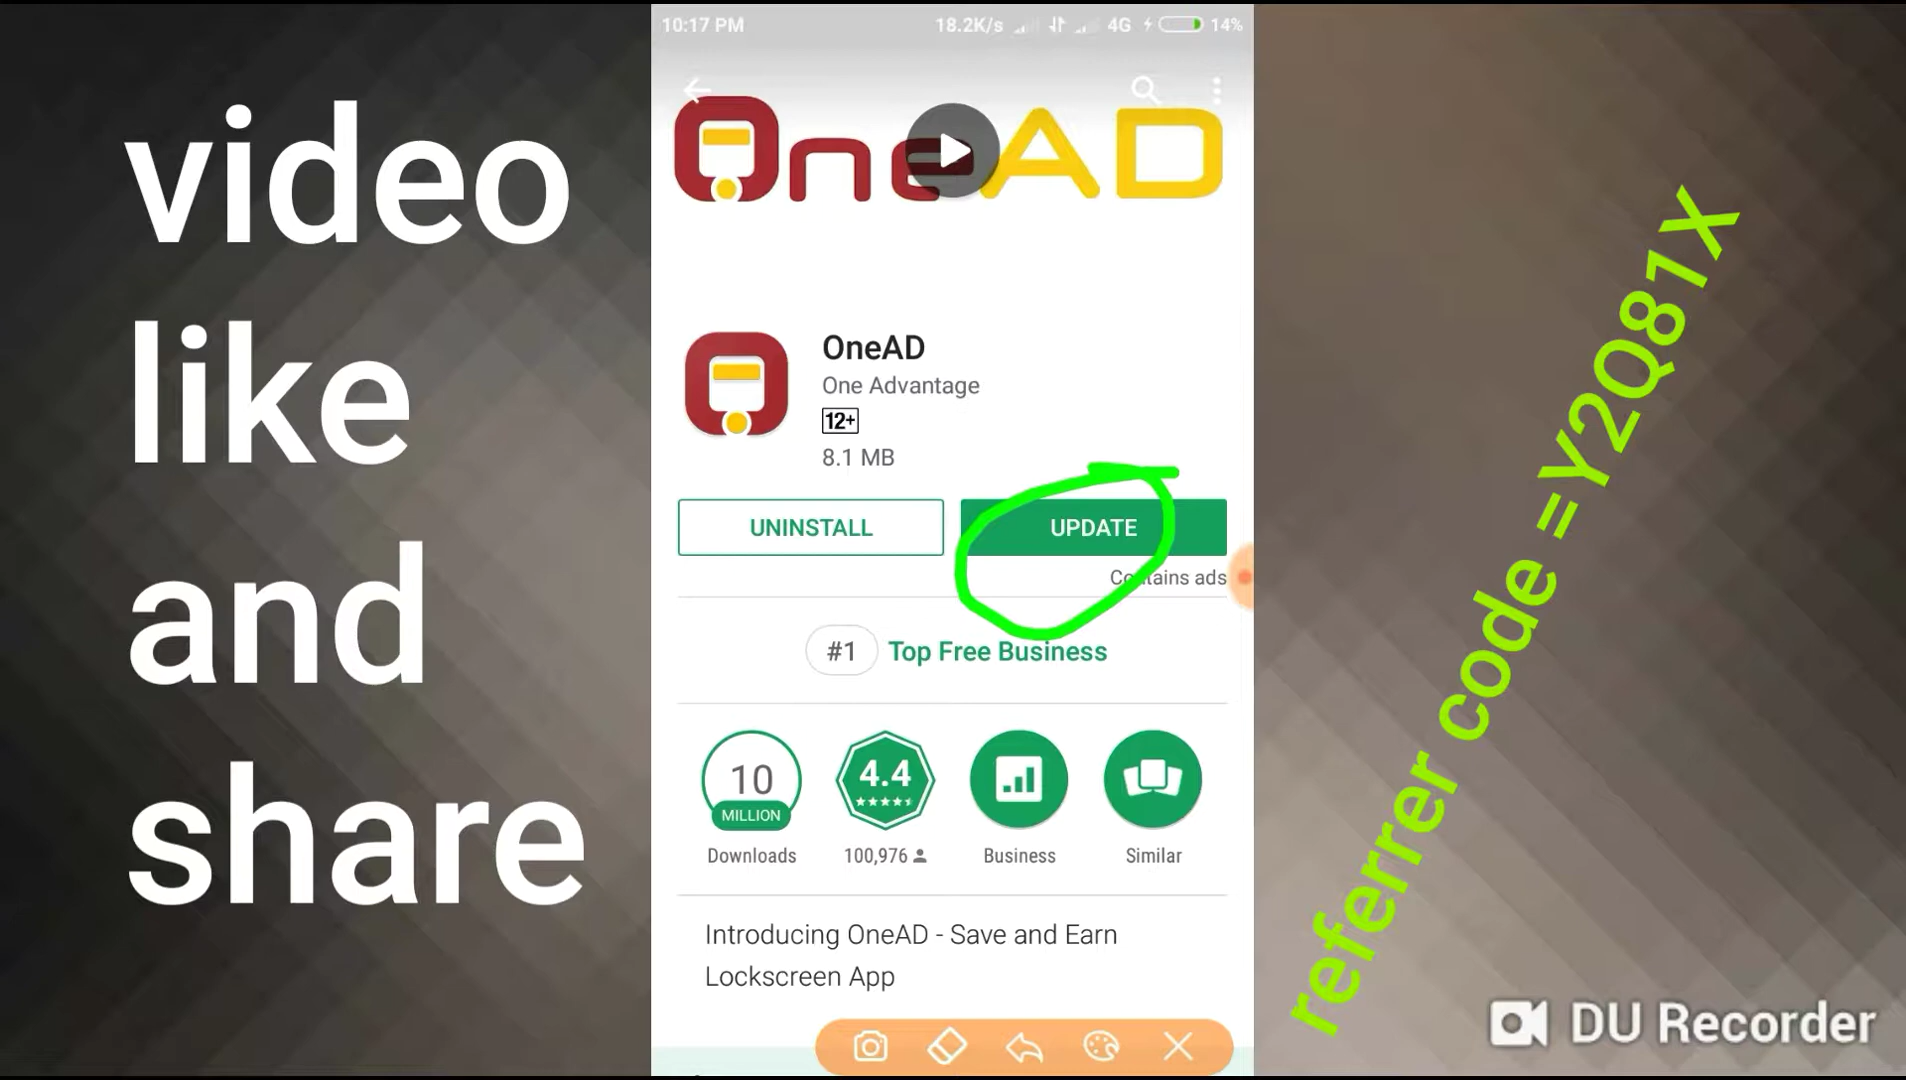 video
like
and
share
10:17 PM 18.2K/s 4G 14%
OneAD
OneAD
One Advantage
12+
8.1 MB
UNINSTALL
UPDATE
Contains ads
#1 Top Free Business
10
MILLION
Downloads
4.4
100,976
Business
Similar
Introducing OneAD - Save and Earn
Lockscreen App
referrer code =Y2Q81X
DU Recorder